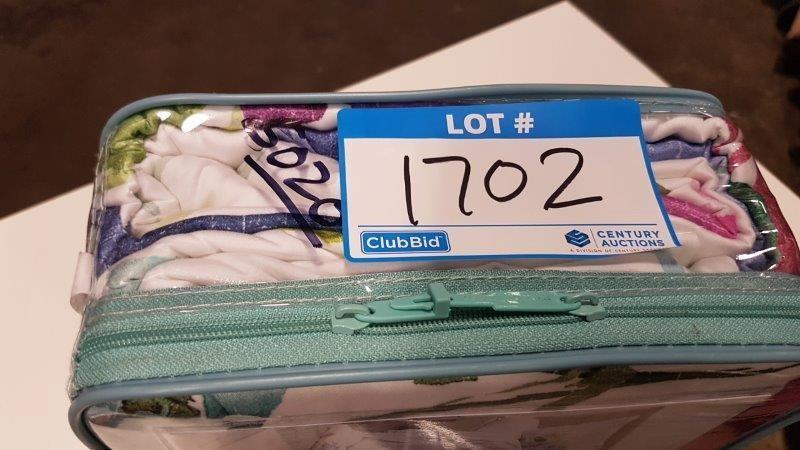 LOT #
1702
ClubBid
CENTURY
AUCTIONS